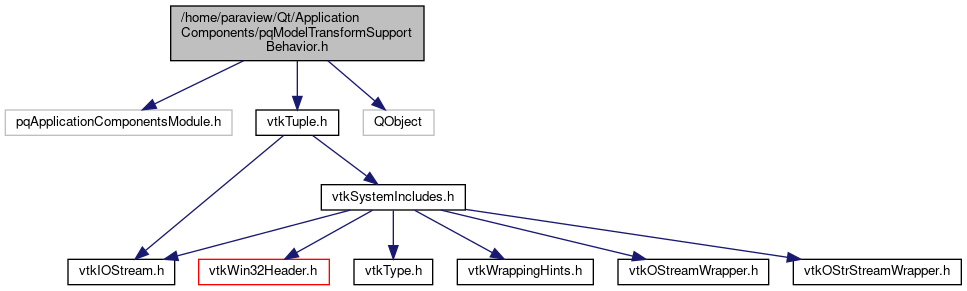 /home/paraview/Qt/Application
Components/pqModelTransformSupport
Behavior.h
pqApplicationComponentsModule.h
vtkTuple.h
QObject
vtkSystemIncludes.h
vtkIOStream.h
vtkWin32Header.h
vtkType.h
vtkWrappingHints.h
vtkOStreamWrapper.h
vtkOStrStreamWrapper.h